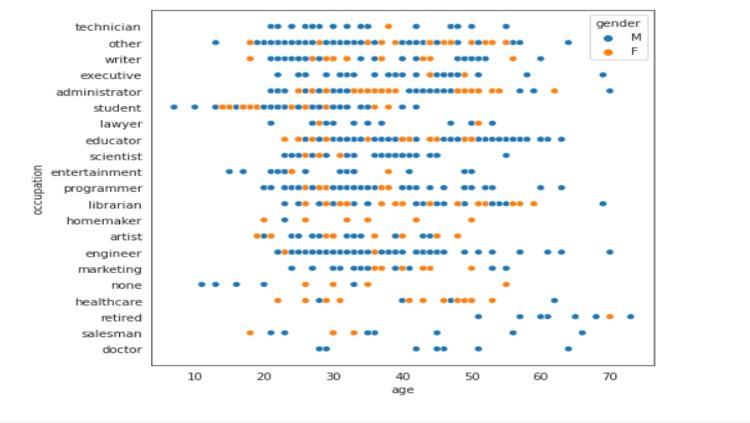 gender
M
F
technician
other
writer
executive
administrator
student
lawyer
educator
scientist
entertainment
programmer
librarian
homemaker
artist
engineer
marketing
none
healthcare
retired
salesman
doctor
occupation
10 20 30 40 50 60 70
age